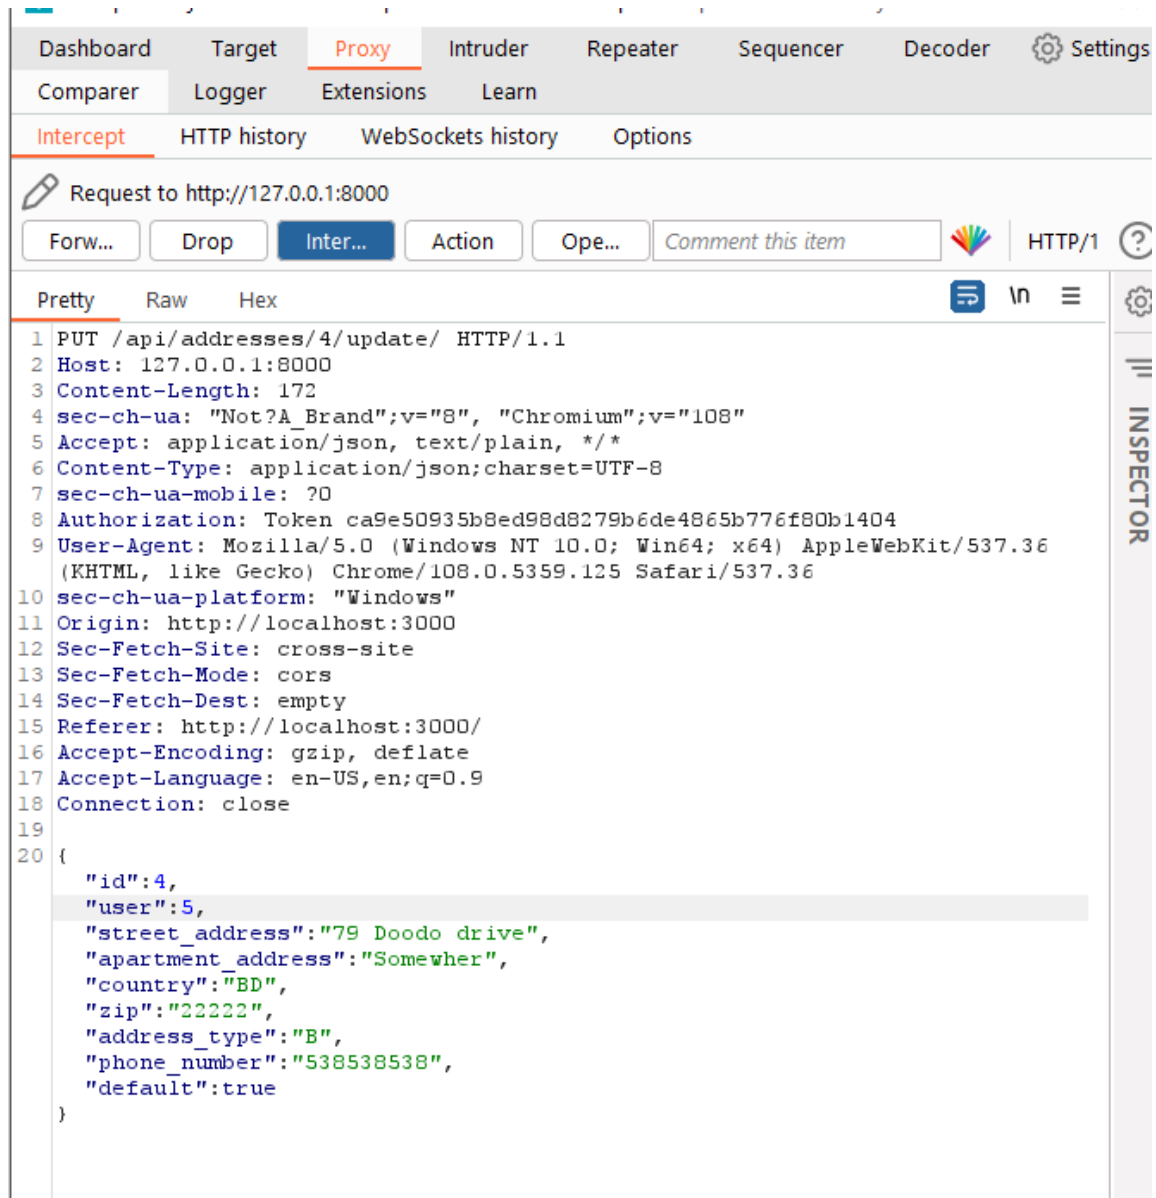 Dashboard Target Proxy Intruder Repeater Sequencer Decoder Settings
Comparer Logger Extensions Learn
Intercept HTTP history WebSockets history Options
Request to http://127.0.0.1:8000
Forw... Drop Inter... Action Ope... Comment this item HTTP/1 ?
Pretty Raw Hex \n
1 PUT /api/addresses/4/update/ HTTP/1.1
2 Host: 127.0.0.1:8000
3 Content-Length: 172
4 sec-ch-ua: "Not?A_Brand";v="8", "Chromium";v="108"
5 Accept: application/json, text/plain, */*
6 Content-Type: application/json;charset=UTF-8
7 sec-ch-ua-mobile: ?0
8 Authorization: Token ca9e50935b8ed98d8279b6de4865b776f80b1404
9 User-Agent: Mozilla/5.0 (Windows NT 10.0; Win64; x64) AppleWebKit/537.36
(KHTML, like Gecko) Chrome/108.0.5359.125 Safari/537.36
10 sec-ch-ua-platform: "Windows"
11 Origin: http://localhost:3000
12 Sec-Fetch-Site: cross-site
13 Sec-Fetch-Mode: cors
14 Sec-Fetch-Dest: empty
15 Referer: http://localhost:3000/
16 Accept-Encoding: gzip, deflate
17 Accept-Language: en-US,en;q=0.9
18 Connection: close
19
20 {
"id":4,
"user":5,
"street_address":"79 Doodo drive",
"apartment_address":"Somewher",
"country":"BD",
"zip":"22222",
"address_type":"B",
"phone_number":"538538538",
"default":true
}
INSPECTOR